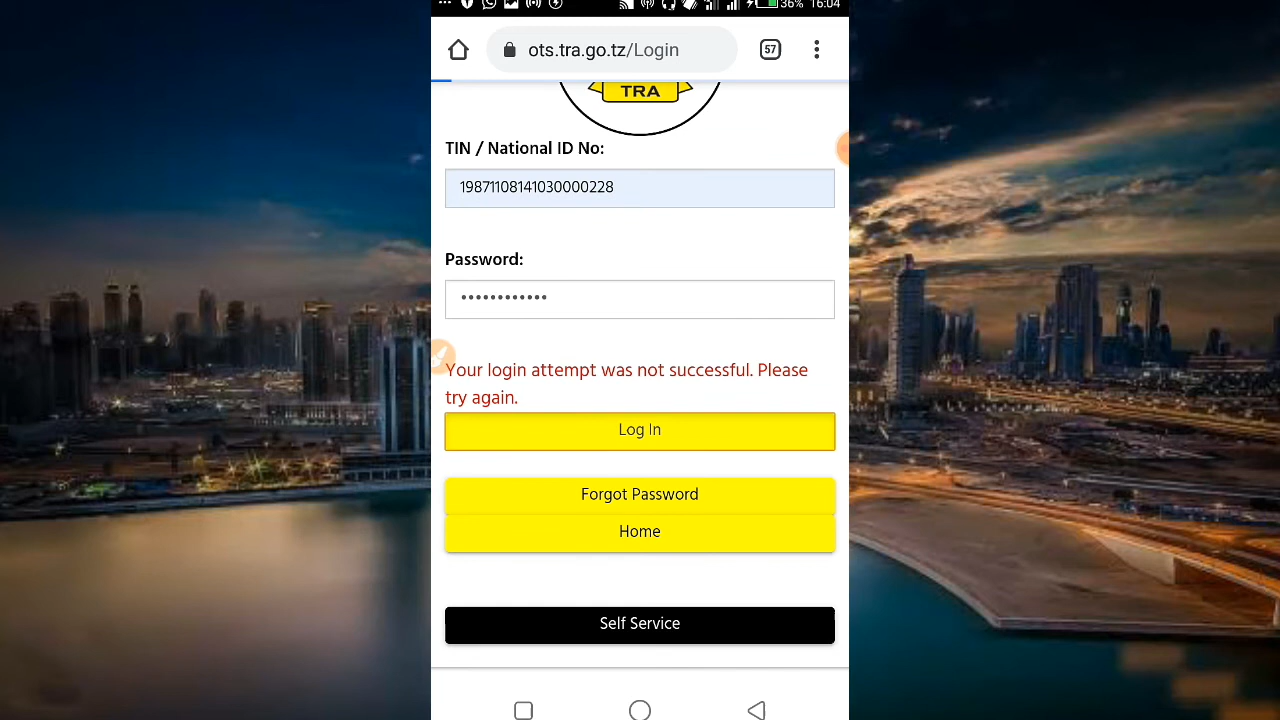 36% 16:04
ots.tra.go.tz/Login
57
TRA
TIN / National ID No:
19871108141030000228
Password:
••••••••••••
Your login attempt was not successful. Please
try again.
Log In
Forgot Password
Home
Self Service